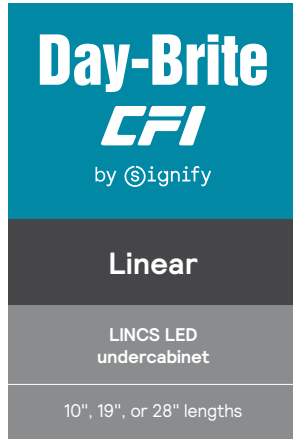 Day-Brite
CFI
by Signify
Linear
LINCS LED
undercabinet
10", 19", or 28" lengths